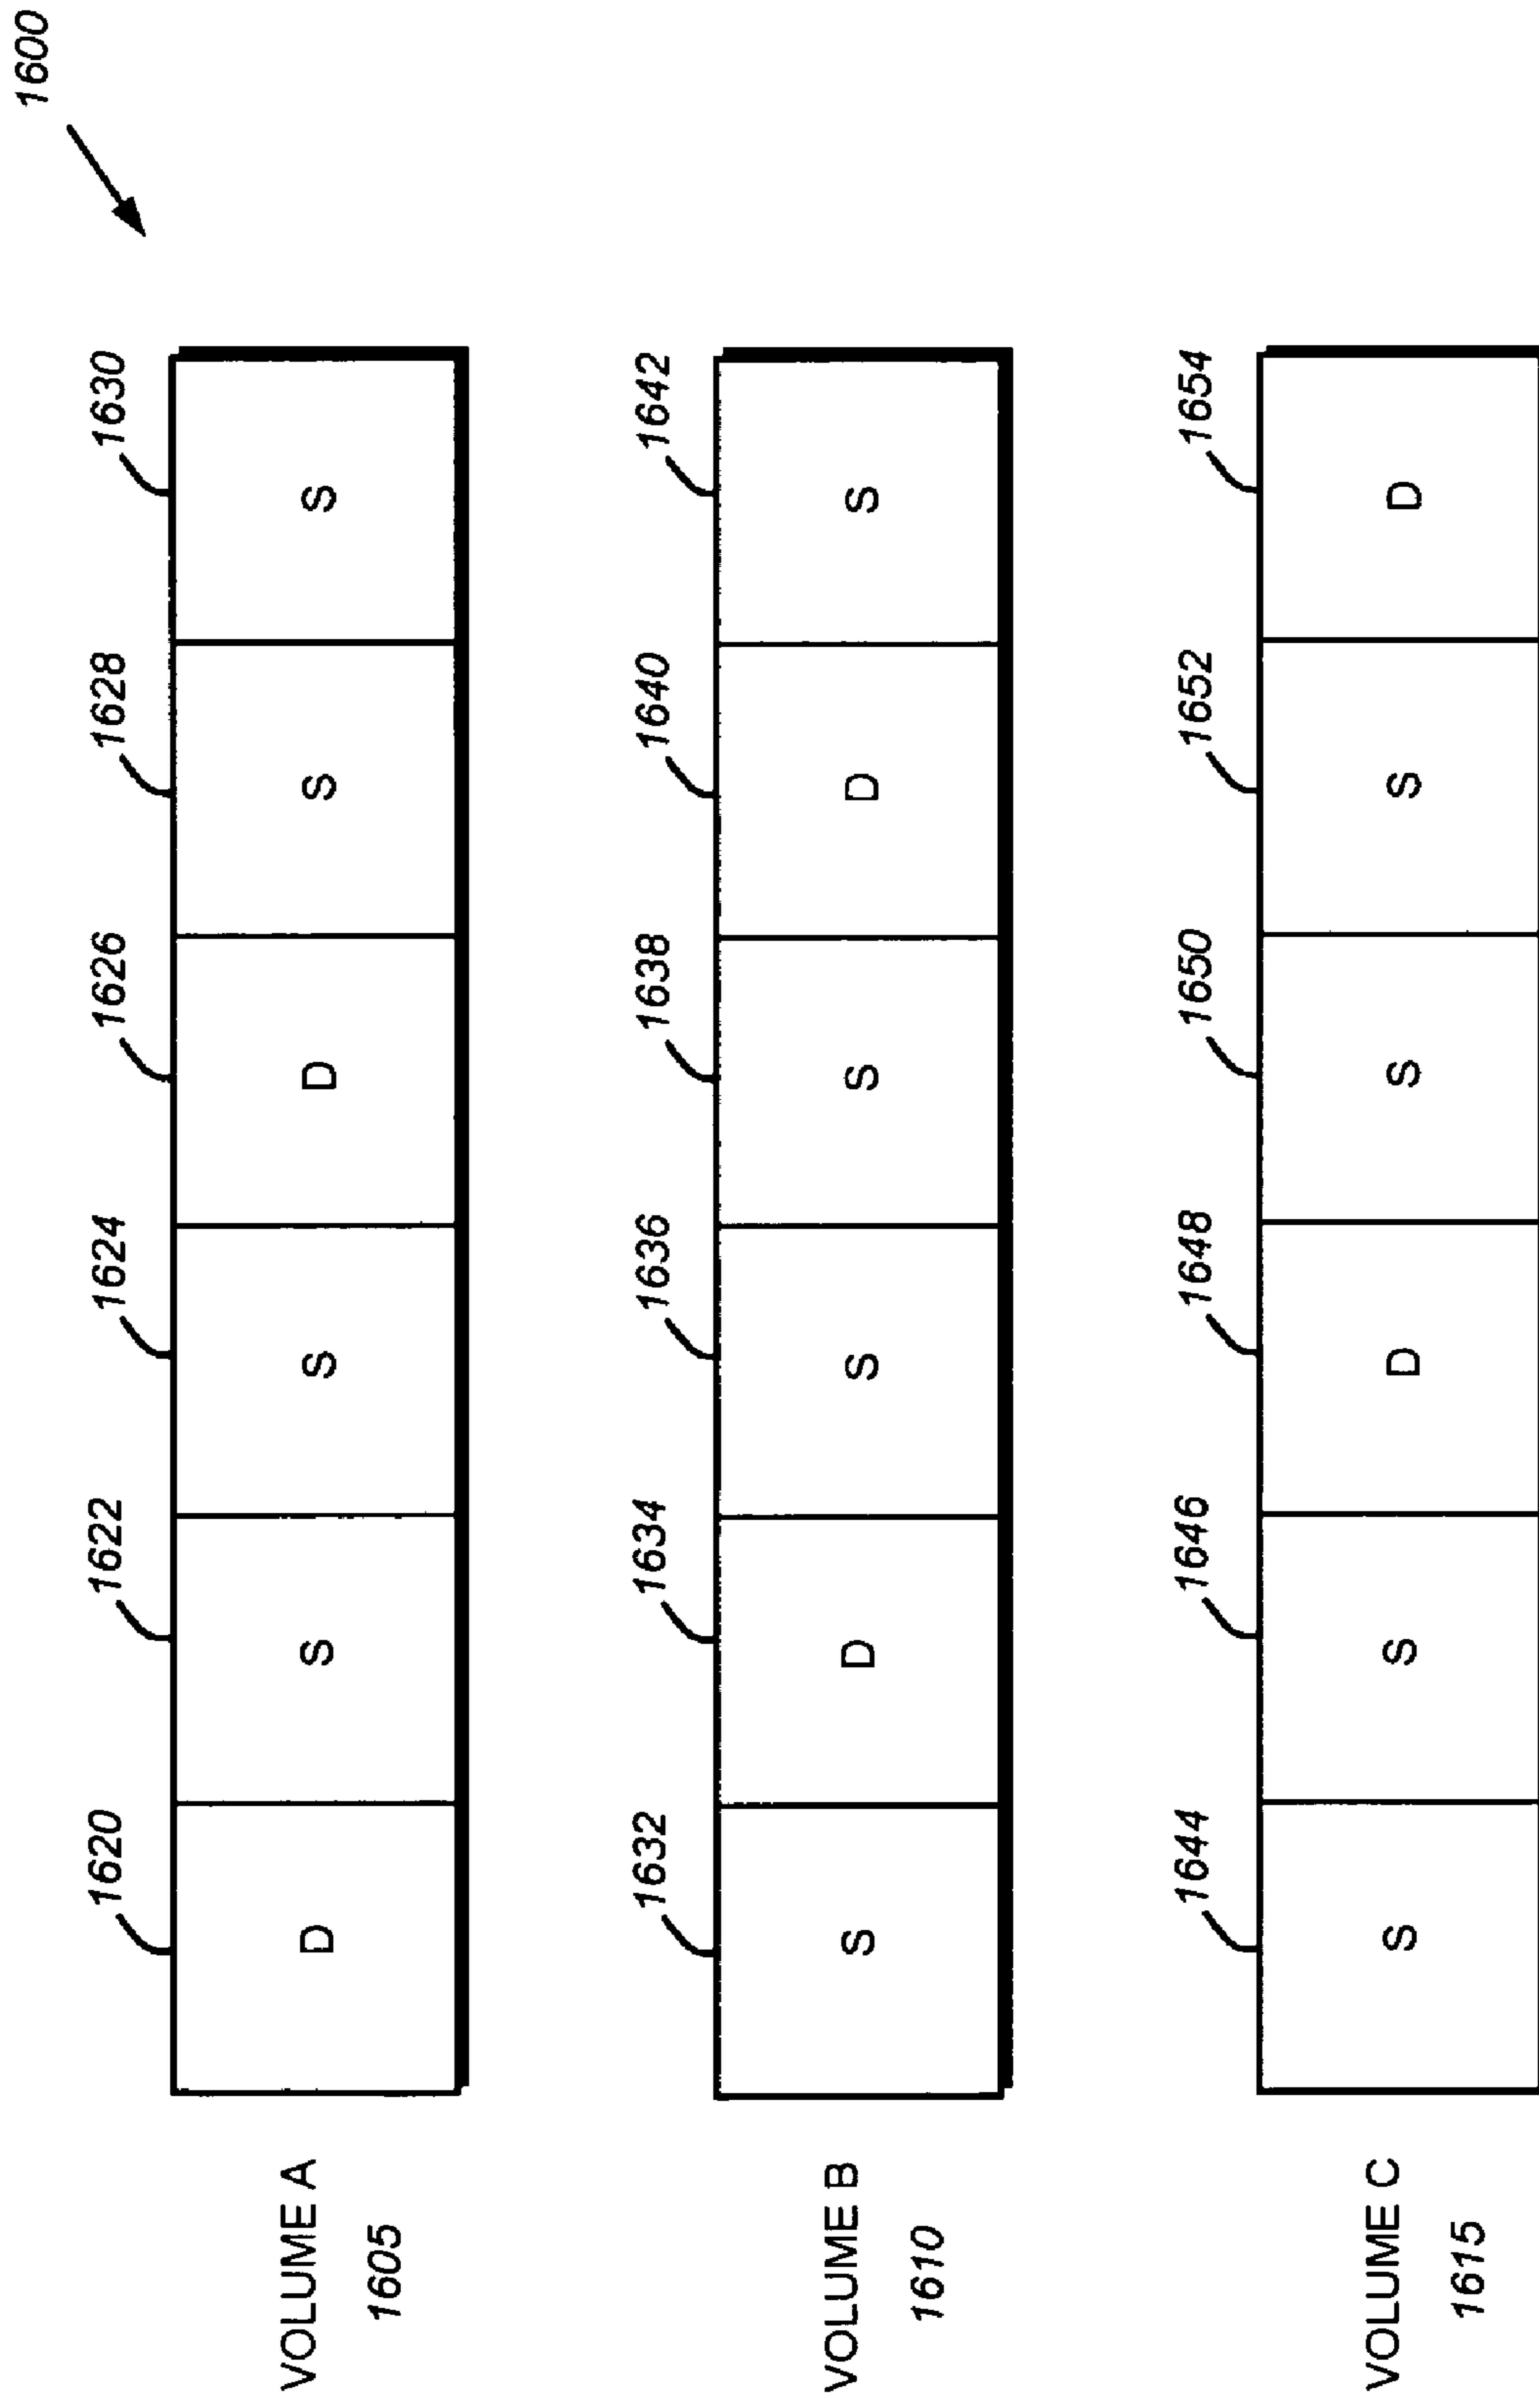 1600
1620 1622 1624 1626 1628 1630
VOLUME A D S S D S S
1605
1632 1634 1636 1638 1640 1642
VOLUME B S D S S D S
1610
1644 1646 1648 1650 1652 1654
VOLUME C S S D S S D
1615